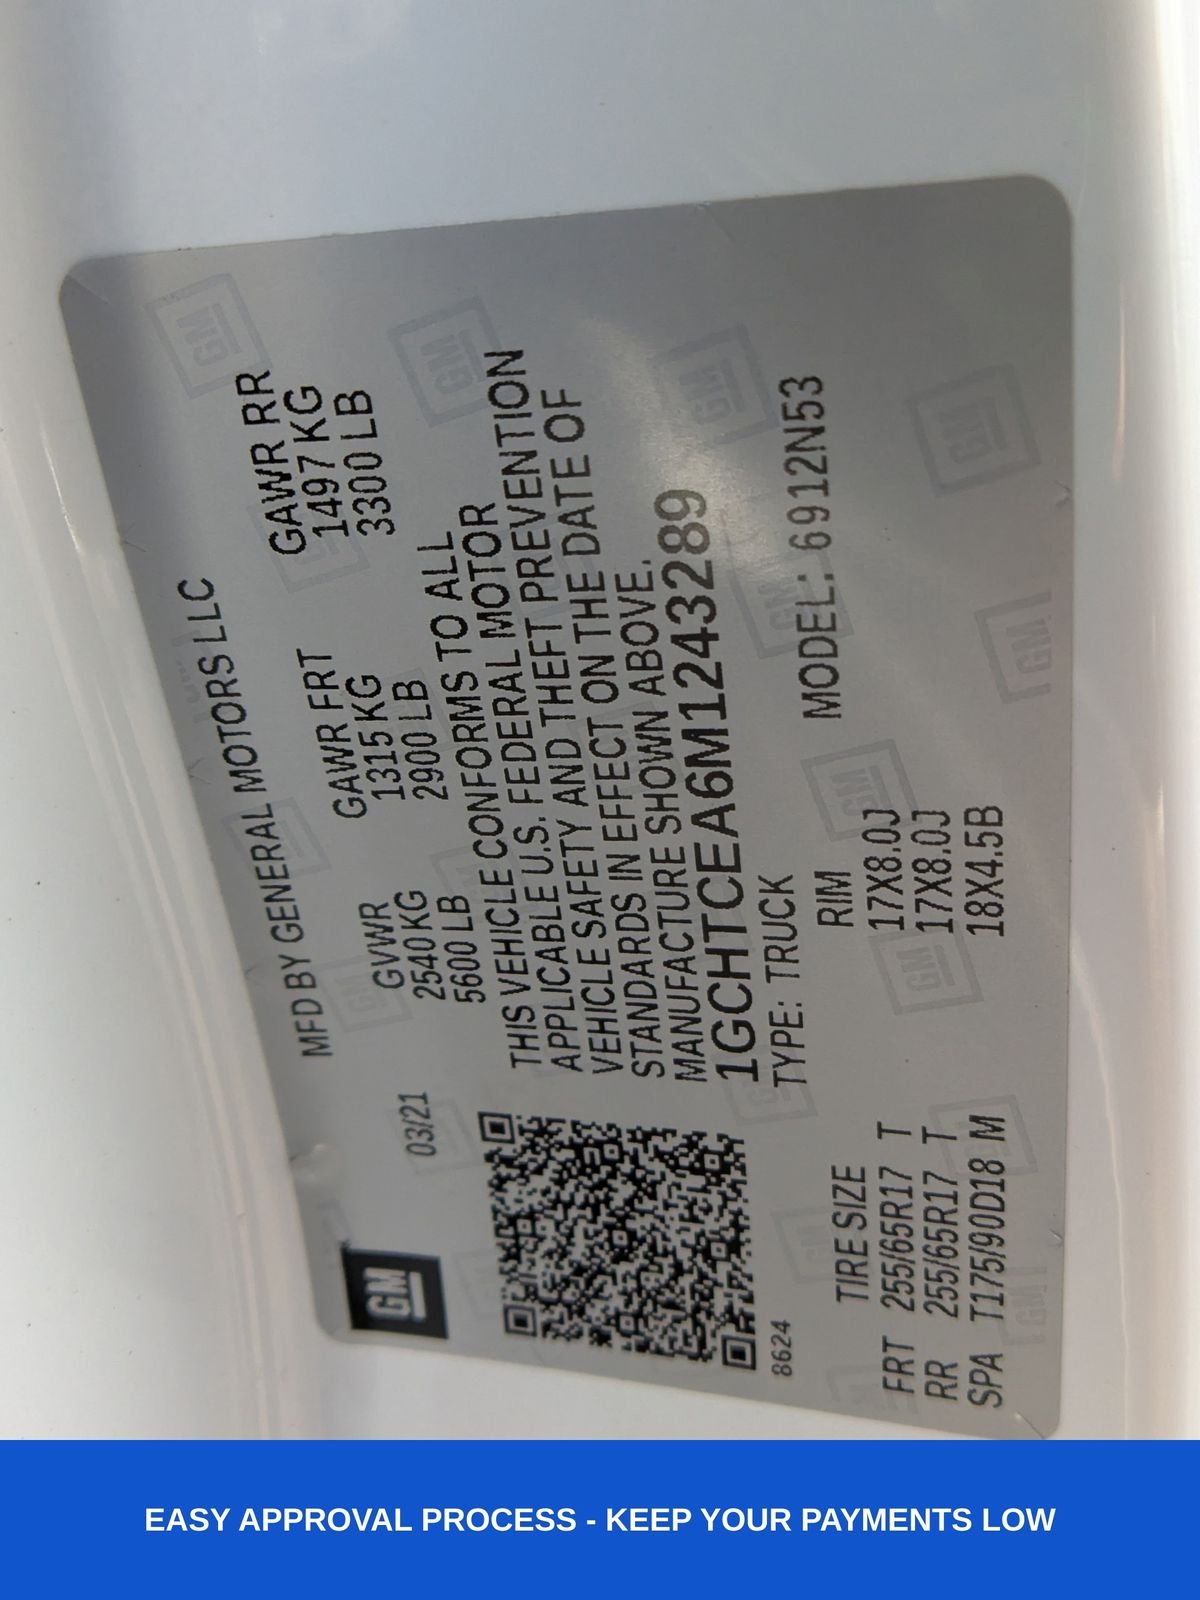 GM
MFD BY GENERAL MOTORS LLC
03/21
GVWR GAWR FRT GAWR RR
2540 KG 1315 KG 1497 KG
5600 LB 2900 LB 3300 LB
THIS VEHICLE CONFORMS TO ALL
APPLICABLE U.S. FEDERAL MOTOR
VEHICLE SAFETY AND THEFT PREVENTION
STANDARDS IN EFFECT ON THE DATE OF
MANUFACTURE SHOWN ABOVE.
1GCHTCEA6M1243289
8624
TYPE: TRUCK MODEL: 6912N53
TIRE SIZE RIM
FRT 255/65R17 T 17X8.0J
RR 255/65R17 T 17X8.0J
SPA T175/90D18 M 18X4.5B
EASY APPROVAL PROCESS - KEEP YOUR PAYMENTS LOW